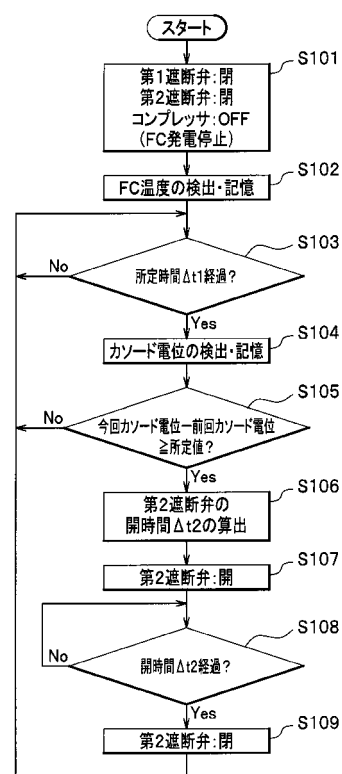 スタート
S101
第1遮断弁:閉
第2遮断弁:閉
コンプレッサ:OFF
(FC発電停止)
S102
FC温度の検出・記憶
S103
No
所定時間Δt1経過?
Yes
S104
カソード電位の検出・記憶
S105
No
今回カソード電位ー前回カソード電位
≧所定値?
Yes
S106
第2遮断弁の
開時間Δt2の算出
S107
第2遮断弁:開
S108
No
開時間Δt2経過?
Yes
S109
第2遮断弁:閉